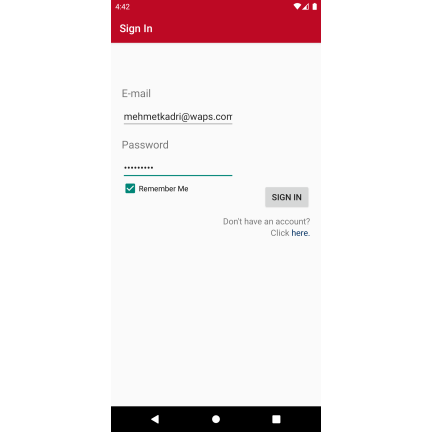 4:42
Sign In
E-mail
mehmetkadri@waps.com
Password
•••••••••
Remember Me
SIGN IN
Don't have an account?
Click here.